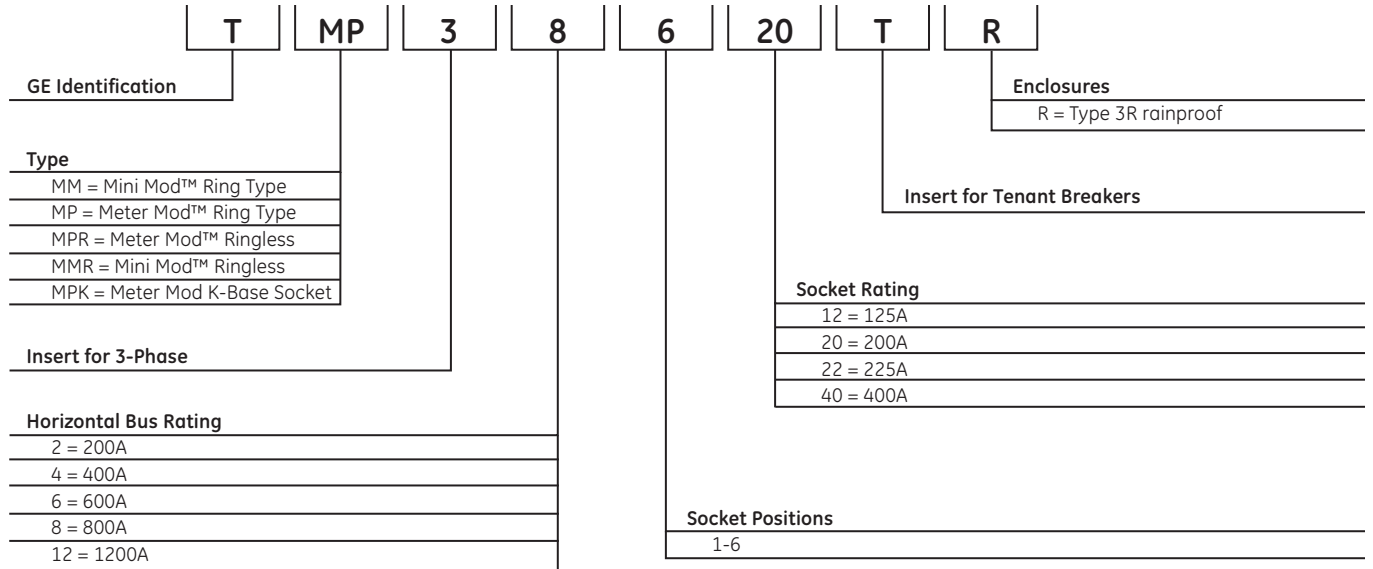 T MP 3 8 6 20 T R
GE Identification
Enclosures
R = Type 3R rainproof
Type
MM = Mini Mod™ Ring Type
MP = Meter Mod™ Ring Type
MPR = Meter Mod™ Ringless
MMR = Mini Mod™ Ringless
MPK = Meter Mod K-Base Socket
Insert for Tenant Breakers
Socket Rating
12 = 125A
20 = 200A
22 = 225A
40 = 400A
Insert for 3-Phase
Horizontal Bus Rating
2 = 200A
4 = 400A
6 = 600A
8 = 800A
12 = 1200A
Socket Positions
1-6